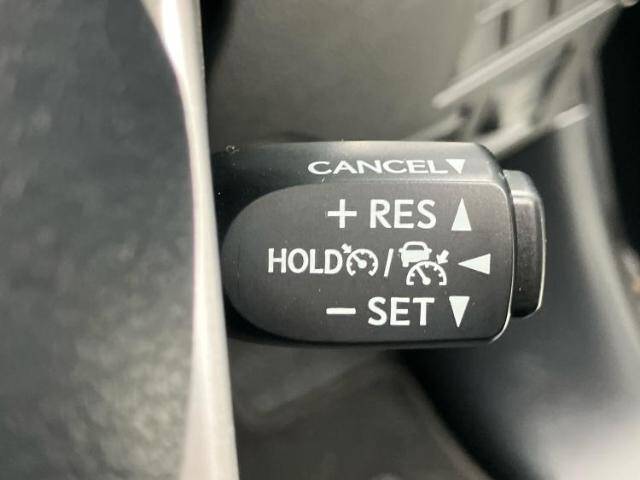 CANCEL▼
+ RES ▲
HOLD / ◀
− SET ▼